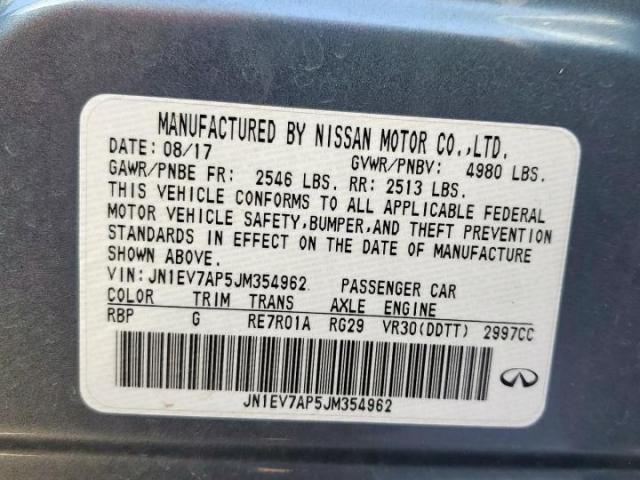 MANUFACTURED BY NISSAN MOTOR CO.,LTD.
DATE: 08/17 GVWR/PNBV: 4980 LBS.
GAWR/PNBE FR: 2546 LBS. RR: 2513 LBS.
THIS VEHICLE CONFORMS TO ALL APPLICABLE FEDERAL
MOTOR VEHICLE SAFETY,BUMPER,AND THEFT PREVENTION
STANDARDS IN EFFECT ON THE DATE OF MANUFACTURE
SHOWN ABOVE.
VIN: JN1EV7AP5JM354962 PASSENGER CAR
COLOR TRIM TRANS AXLE ENGINE
RBP G RE7R01A RG29 VR30(DDTT) 2997CC
JN1EV7AP5JM354962